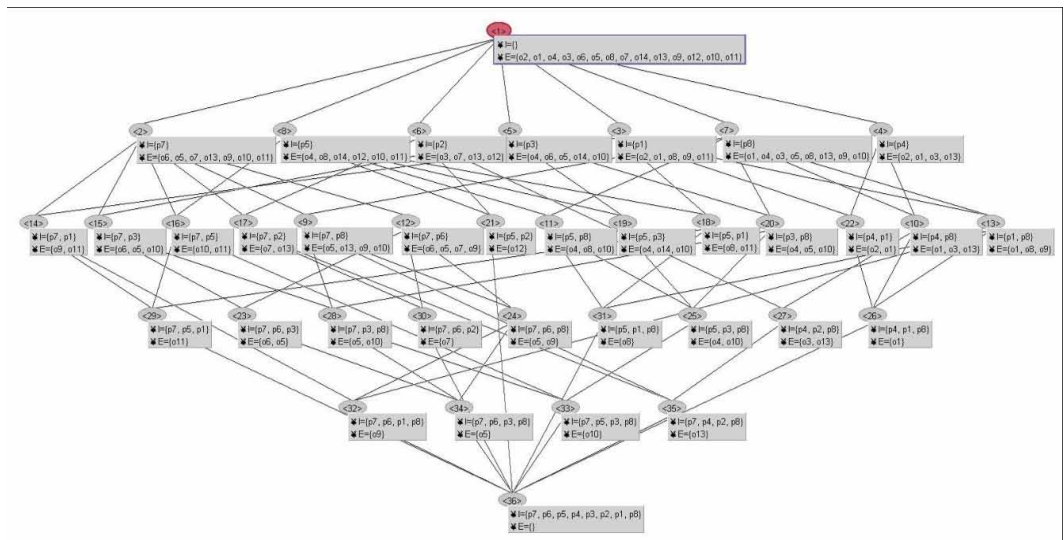 <1>
¥ I={}
¥ E={o2, o1, o4, o3, o6, o5, o8, o7, o14, o13, o9, o12, o10, o11}
<2>
¥ I={p7}
¥ E={o6, o5, o7, o13, o9, o10, o11}
<8>
¥ I={p5}
¥ E={o4, o8, o14, o12, o10, o11}
<6>
¥ I={p2}
¥ E={o3, o7, o13, o12}
<5>
¥ I={p3}
¥ E={o4, o6, o5, o14, o10}
<3>
¥ I={p1}
¥ E={o2, o1, o8, o9, o11}
<7>
¥ I={p8}
¥ E={o1, o4, o3, o5, o8, o13, o9, o10}
<4>
¥ I={p4}
¥ E={o2, o1, o3, o13}
<14>
¥ I={p7, p1}
¥ E={o9, o11}
<15>
¥ I={p7, p3}
¥ E={o6, o5, o10}
<16>
¥ I={p7, p5}
¥ E={o10, o11}
<17>
¥ I={p7, p2}
¥ E={o7, o13}
<9>
¥ I={p7, p8}
¥ E={o5, o13, o9, o10}
<12>
¥ I={p7, p6}
¥ E={o6, o5, o7, o9}
<21>
¥ I={p5, p2}
¥ E={o12}
<11>
¥ I={p5, p8}
¥ E={o4, o8, o10}
<19>
¥ I={p5, p3}
¥ E={o4, o14, o10}
<18>
¥ I={p5, p1}
¥ E={o8, o11}
<20>
¥ I={p3, p8}
¥ E={o4, o5, o10}
<22>
¥ I={p4, p1}
¥ E={o2, o1}
<10>
¥ I={p4, p8}
¥ E={o1, o3, o13}
<13>
¥ I={p1, p8}
¥ E={o1, o8, o9}
<29>
¥ I={p7, p5, p1}
¥ E={o11}
<23>
¥ I={p7, p6, p3}
¥ E={o6, o5}
<28>
¥ I={p7, p3, p8}
¥ E={o5, o10}
<30>
¥ I={p7, p6, p2}
¥ E={o7}
<24>
¥ I={p7, p6, p8}
¥ E={o5, o9}
<31>
¥ I={p5, p1, p8}
¥ E={o8}
<25>
¥ I={p5, p3, p8}
¥ E={o4, o10}
<27>
¥ I={p4, p2, p8}
¥ E={o3, o13}
<26>
¥ I={p4, p1, p8}
¥ E={o1}
<32>
¥ I={p7, p6, p1, p8}
¥ E={o9}
<34>
¥ I={p7, p6, p3, p8}
¥ E={o5}
<33>
¥ I={p7, p5, p3, p8}
¥ E={o10}
<35>
¥ I={p7, p4, p2, p8}
¥ E={o13}
<36>
¥ I={p7, p6, p5, p4, p3, p2, p1, p8}
¥ E={}